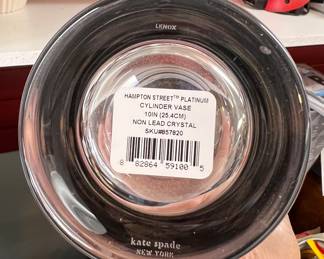 LENOX
HAMPTON STREET™ PLATINUM
CYLINDER VASE
10IN (25.4CM)
NON LEAD CRYSTAL
SKU#857820
8 82864 59100 5
kate spade
NEW YORK